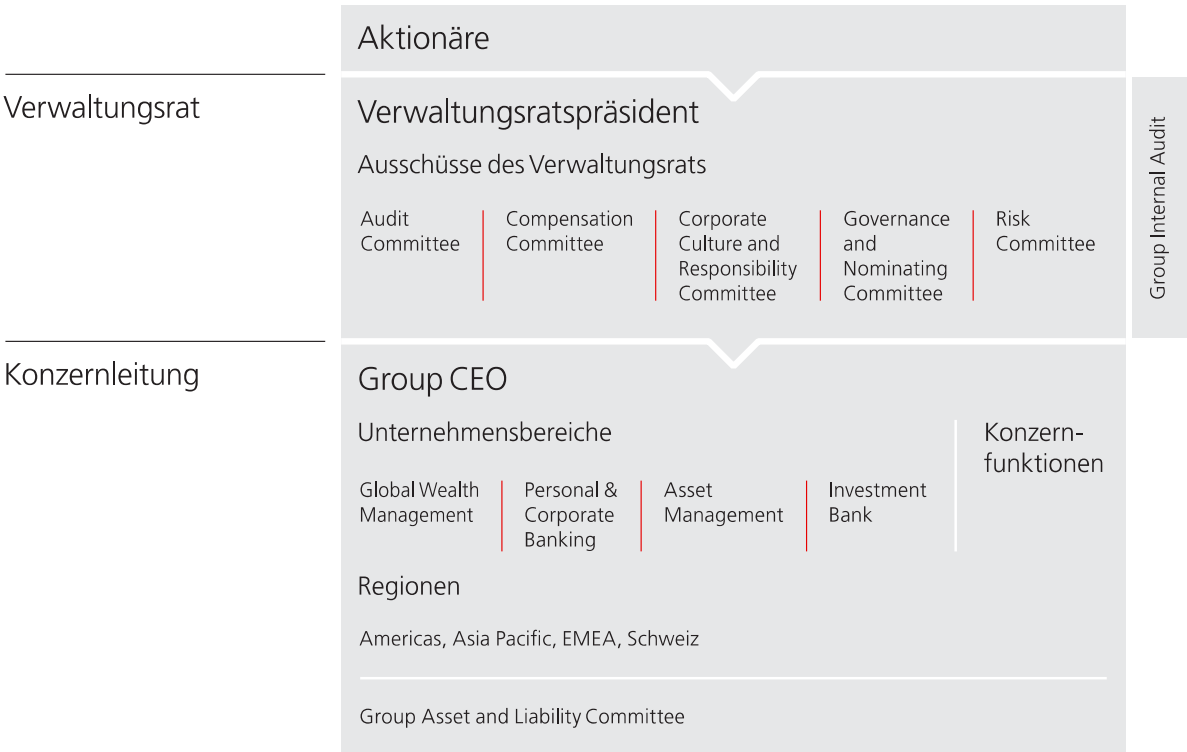 Aktionäre
Verwaltungsrat
Verwaltungsratspräsident
Ausschüsse des Verwaltungsrats
Audit
Committee
Compensation
Committee
Corporate
Culture and
Responsibility
Committee
Governance
and
Nominating
Committee
Risk
Committee
Group Internal Audit
Konzernleitung
Group CEO
Unternehmensbereiche
Global Wealth
Management
Personal &
Corporate
Banking
Asset
Management
Investment
Bank
Konzern-
funktionen
Regionen
Americas, Asia Pacific, EMEA, Schweiz
Group Asset and Liability Committee